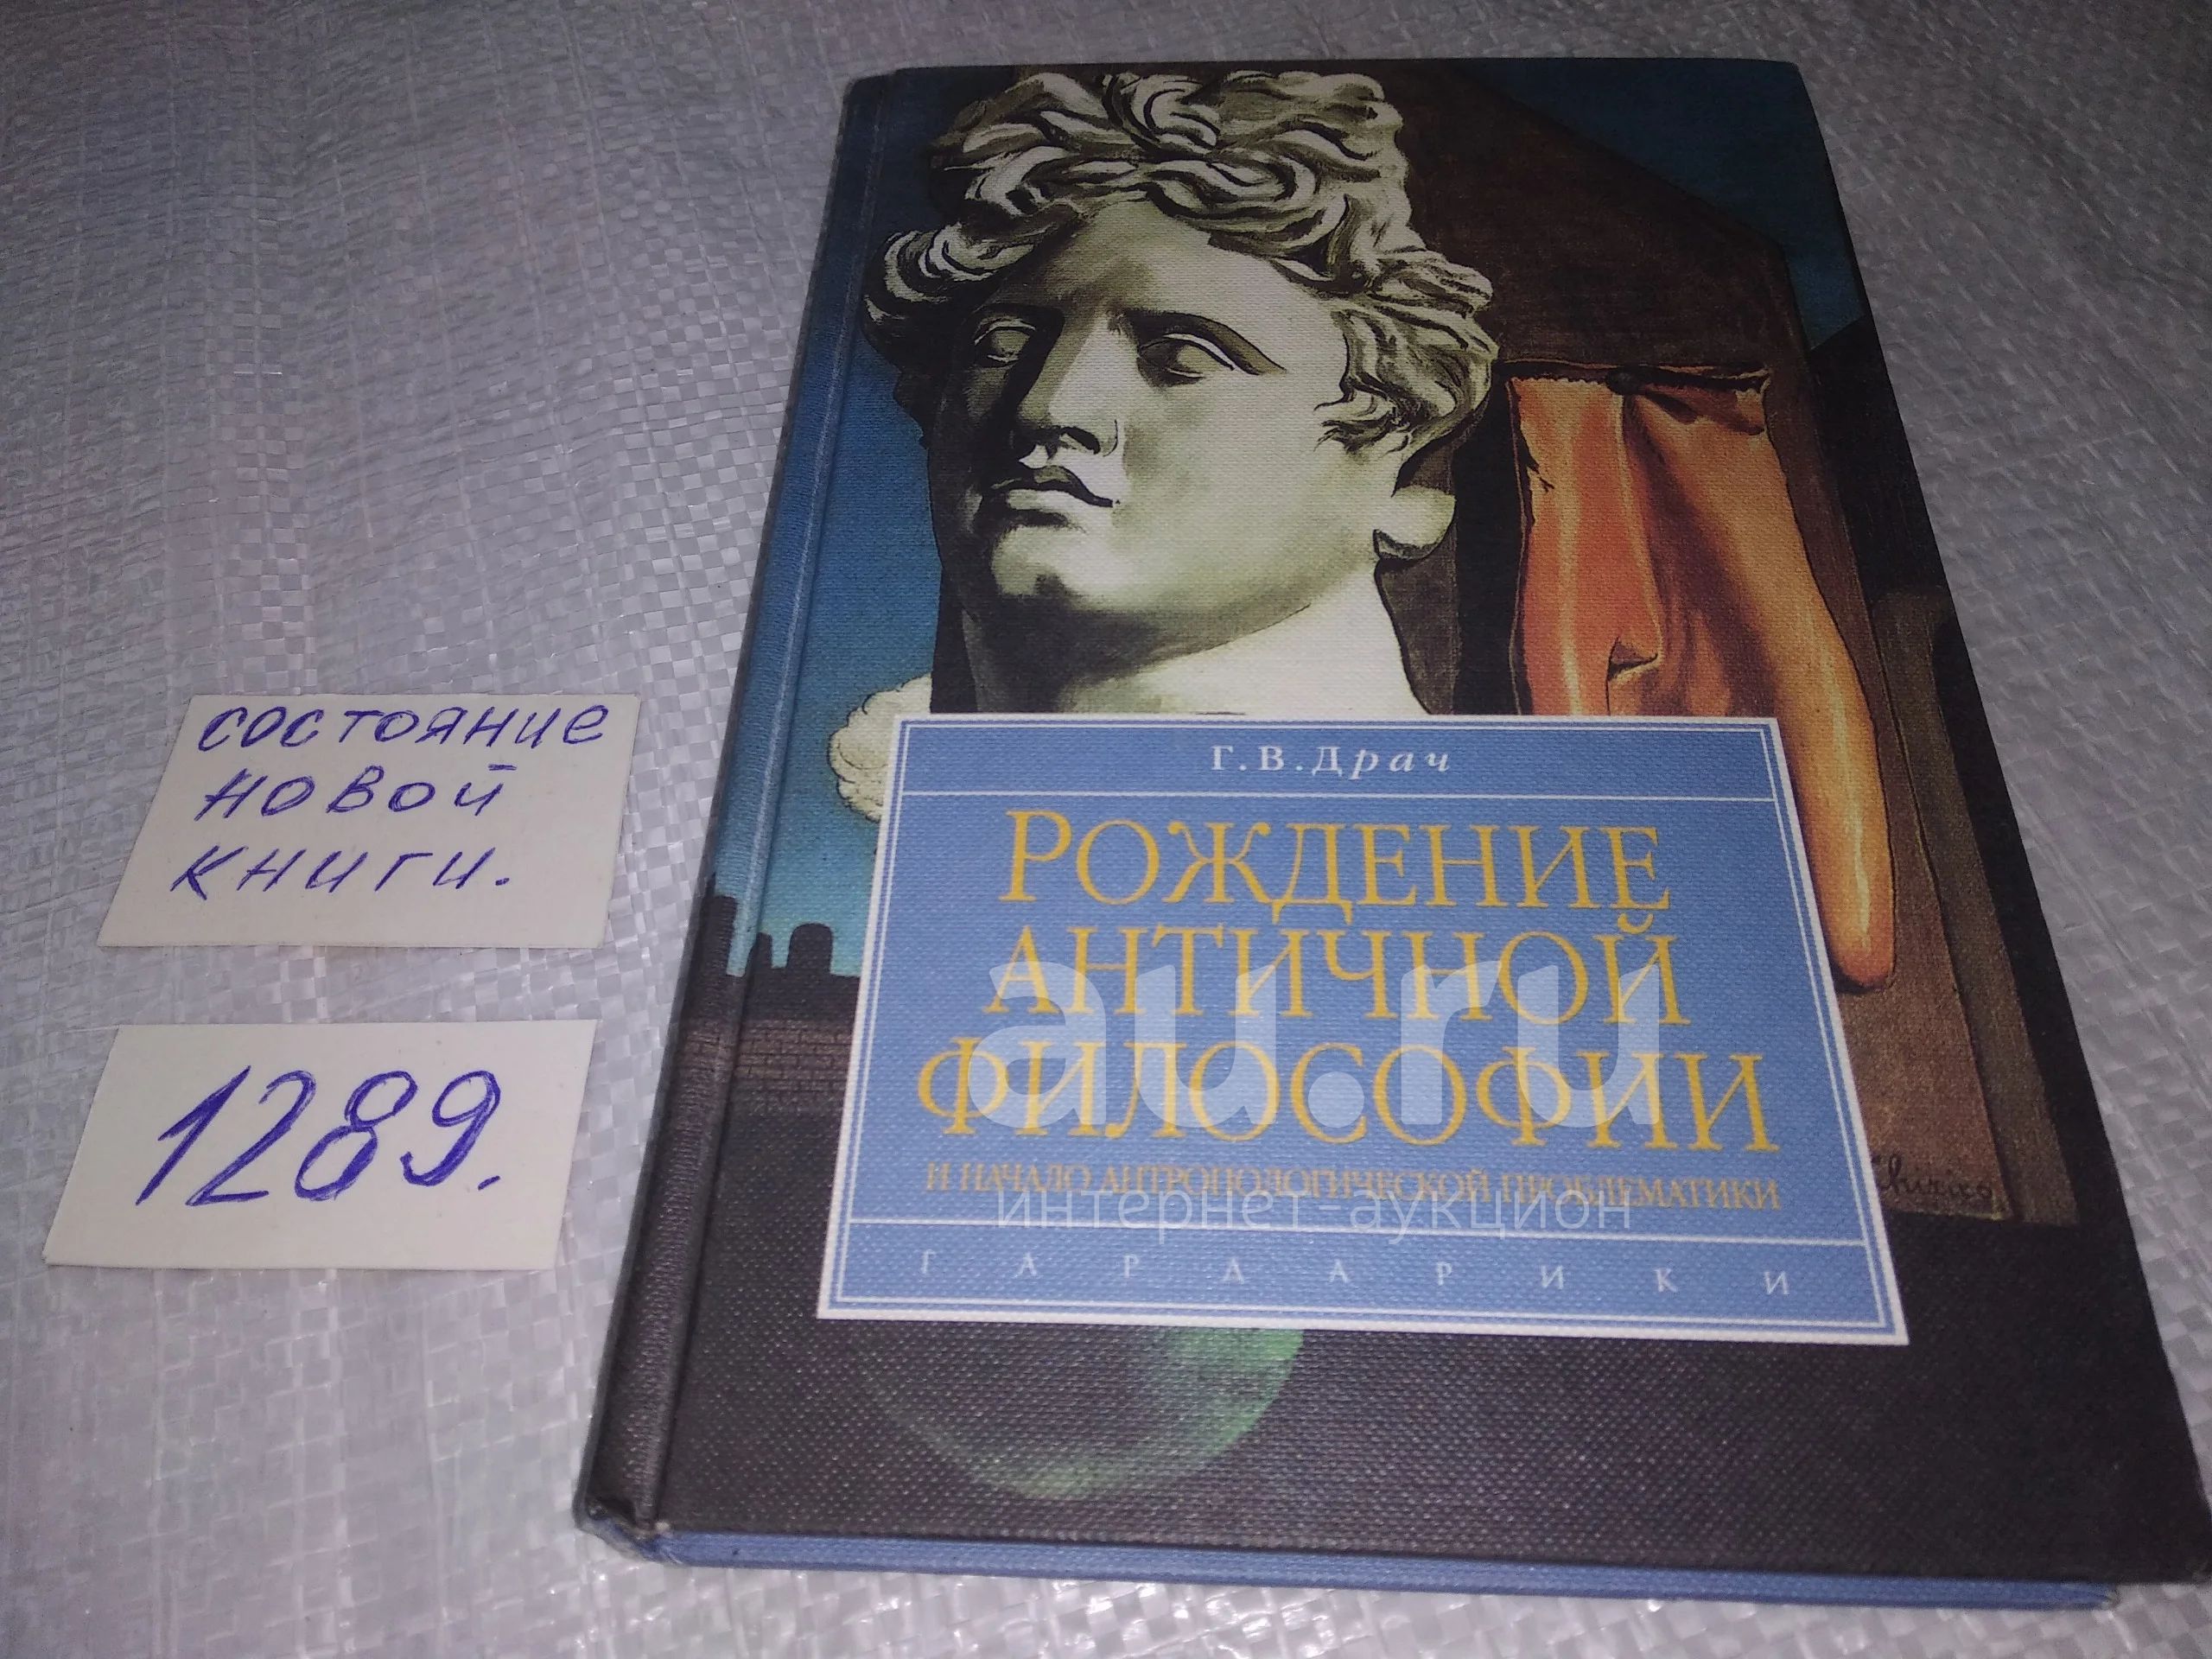 состояние
новой
книги.
1289.
Г. В. Драч
РОЖДЕНИЕ
АНТИЧНОЙ
ФИЛОСОФИИ
И НАЧАЛО АНТРОПОЛОГИЧЕСКОЙ ПРОБЛЕМАТИКИ
ГАРДАРИКИ
au.ru
интернет-аукцион